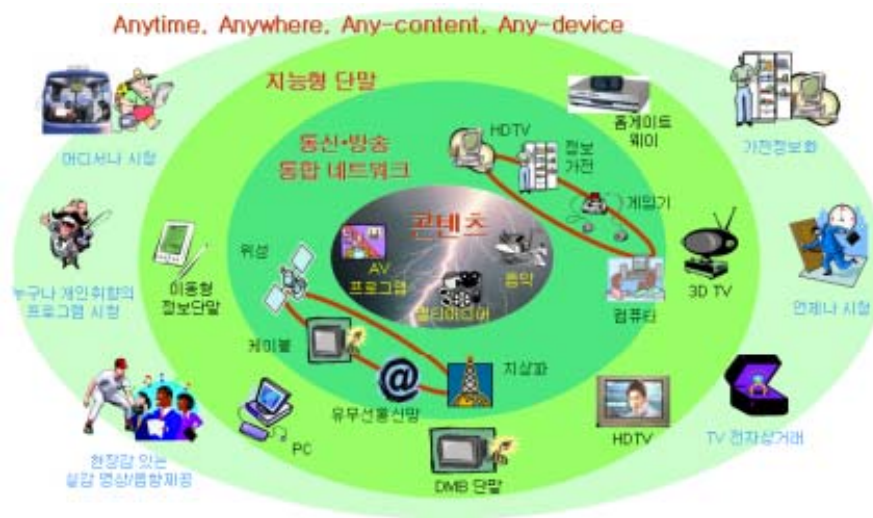 Anytime, Anywhere, Any-content, Any-device
지능형 단말
통신•방송
통합 네트워크
콘텐츠
HDTV
정보
가전
게임기
컴퓨터
홈게이트
웨이
가전정보화
어디서나 시청
누구나 개인취향의
프로그램 시청
이동형
정보단말
위성
AV
프로그램
음악
멀티미디어
3D TV
언제나 시청
케이블
유무선통신망
지상파
현장감 있는
실감 영상/음향제공
PC
DMB 단말
HDTV
TV 전자상거래